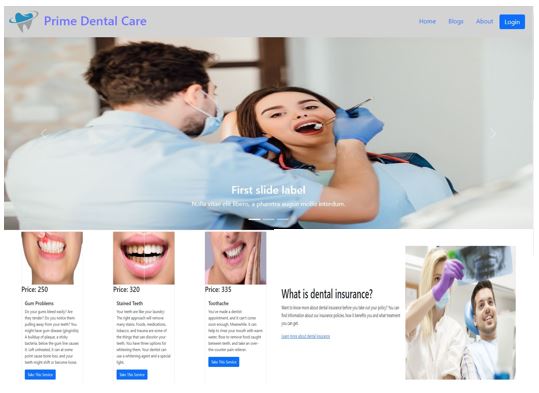 Prime Dental Care
Home Blogs About Login
First slide label
Nulla vitae elit libero, a pharetra augue mollis interdum.
Price: 250
Gum Problems
Do your gums bleed easily? Are
they tender? Do you notice them
pulling away from your teeth? You
might have gum disease (gingivitis).
A buildup of plaque, a sticky
bacteria, below the gum line causes
it. Left untreated, it can at some
point cause bone loss, and your
teeth might shift or become loose.
Take This Service
Price: 320
Stained Teeth
Your teeth are like your laundry:
The right approach will remove
many stains. Foods, medications,
tobacco, and trauma are some of
the things that can discolor your
teeth. You have three options for
whitening them. Your dentist can
use a whitening agent and a special
light.
Take This Service
Price: 335
Toothache
You've made a dentist
appointment, and it can't come
soon enough. Meanwhile, it can
help to rinse your mouth with warm
water, floss to remove food caught
between teeth, and take an over-
the-counter pain reliever.
Take This Service
What is dental insurance?
Want to know more about dental insurance before you take out your policy? You can
find information about our insurance policies, how it benefits you and what treatment
you can get.
Learn more about dental insurance